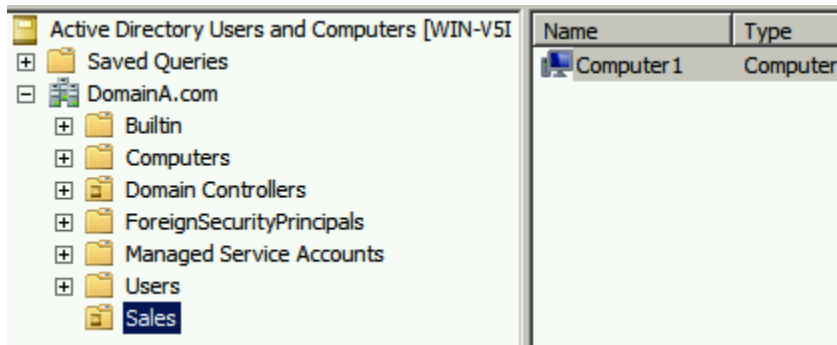 Active Directory Users and Computers [WIN-V5I
Saved Queries
DomainA.com
Builtin
Computers
Domain Controllers
ForeignSecurityPrincipals
Managed Service Accounts
Users
Sales
Name Type
Computer1 Computer